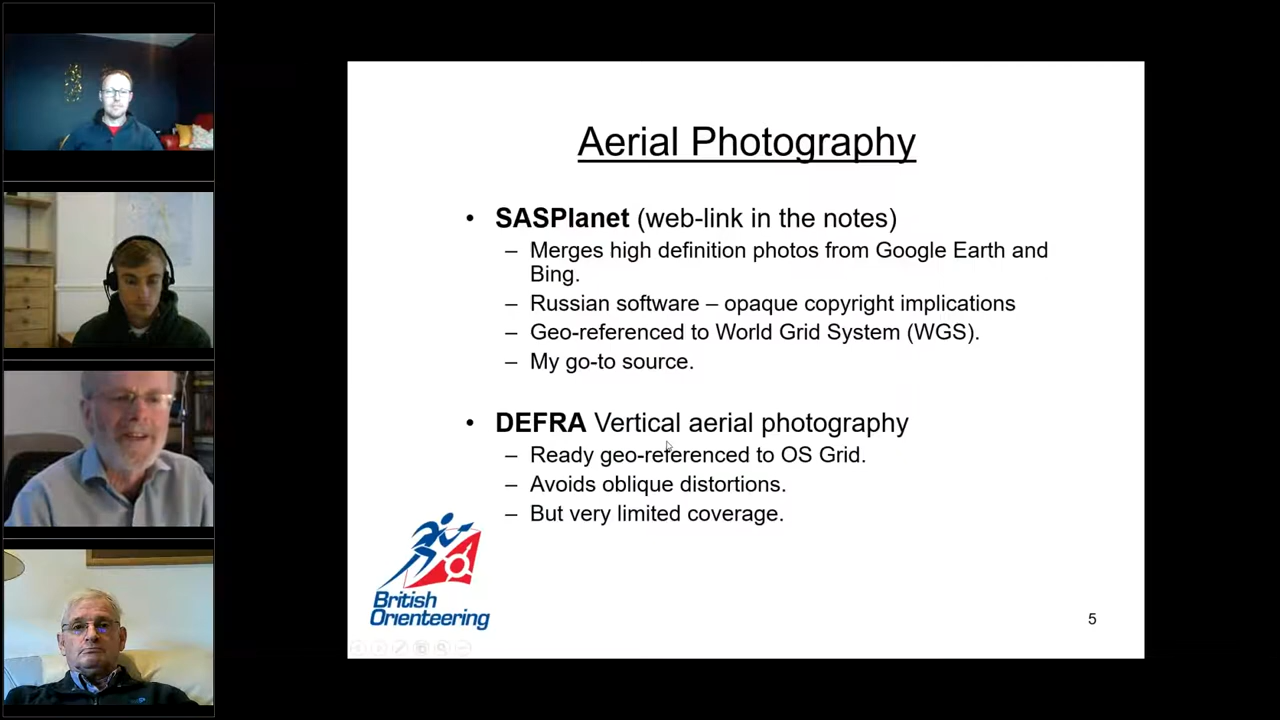 Aerial Photography
• SASPlanet (web-link in the notes)
– Merges high definition photos from Google Earth and
Bing.
– Russian software – opaque copyright implications
– Geo-referenced to World Grid System (WGS).
– My go-to source.
• DEFRA Vertical aerial photography
– Ready geo-referenced to OS Grid.
– Avoids oblique distortions.
– But very limited coverage.
British
Orienteering
5